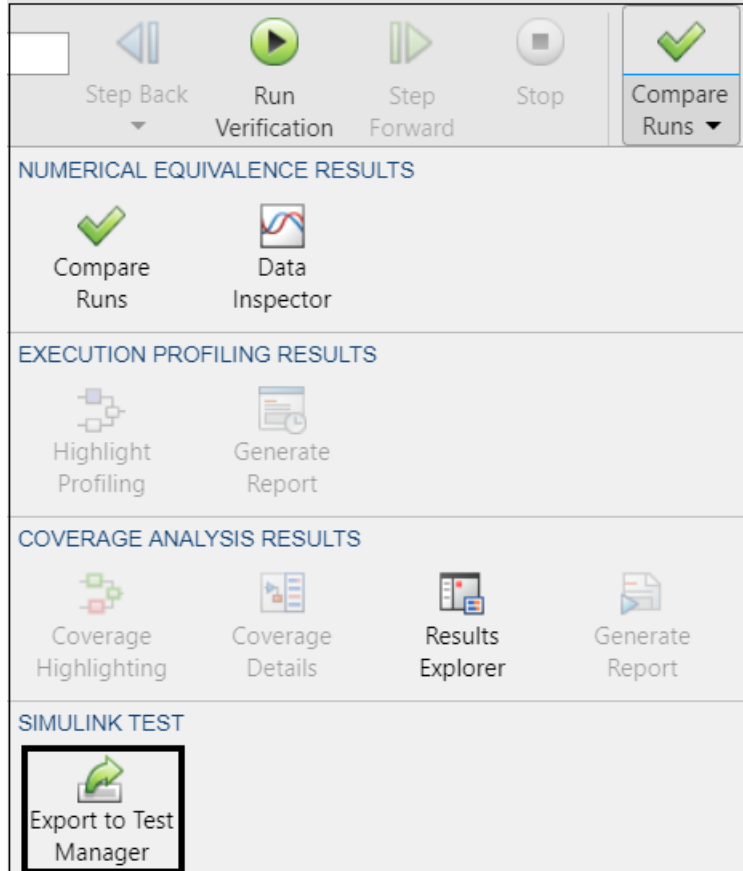 Step Back
Run
Verification
Step
Forward
Stop
Compare
Runs
NUMERICAL EQUIVALENCE RESULTS
Compare
Runs
Data
Inspector
EXECUTION PROFILING RESULTS
Highlight
Profiling
Generate
Report
COVERAGE ANALYSIS RESULTS
Coverage
Highlighting
Coverage
Details
Results
Explorer
Generate
Report
SIMULINK TEST
Export to Test
Manager